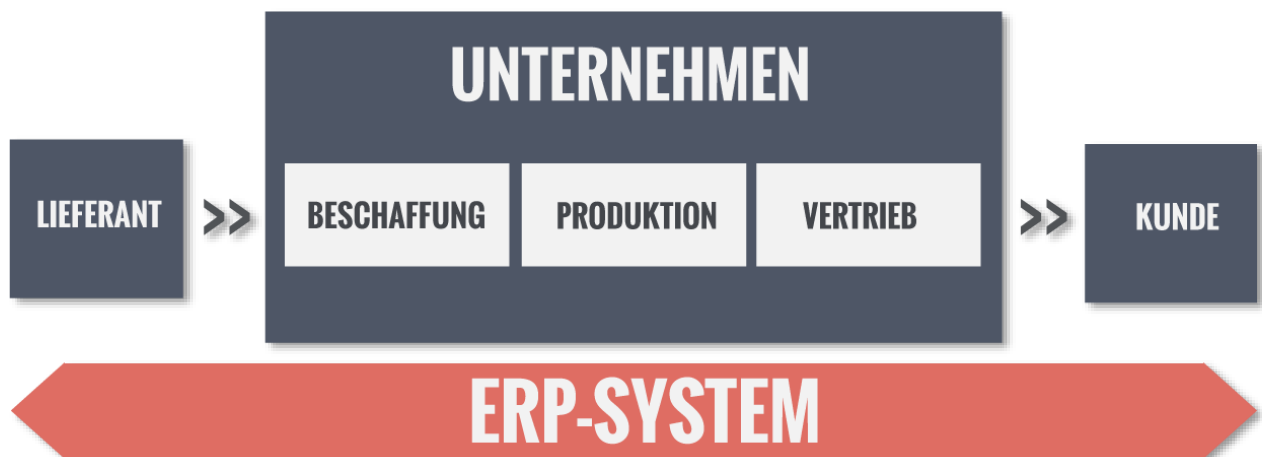 UNTERNEHMEN
LIEFERANT
BESCHAFFUNG
PRODUKTION
VERTRIEB
KUNDE
ERP-SYSTEM